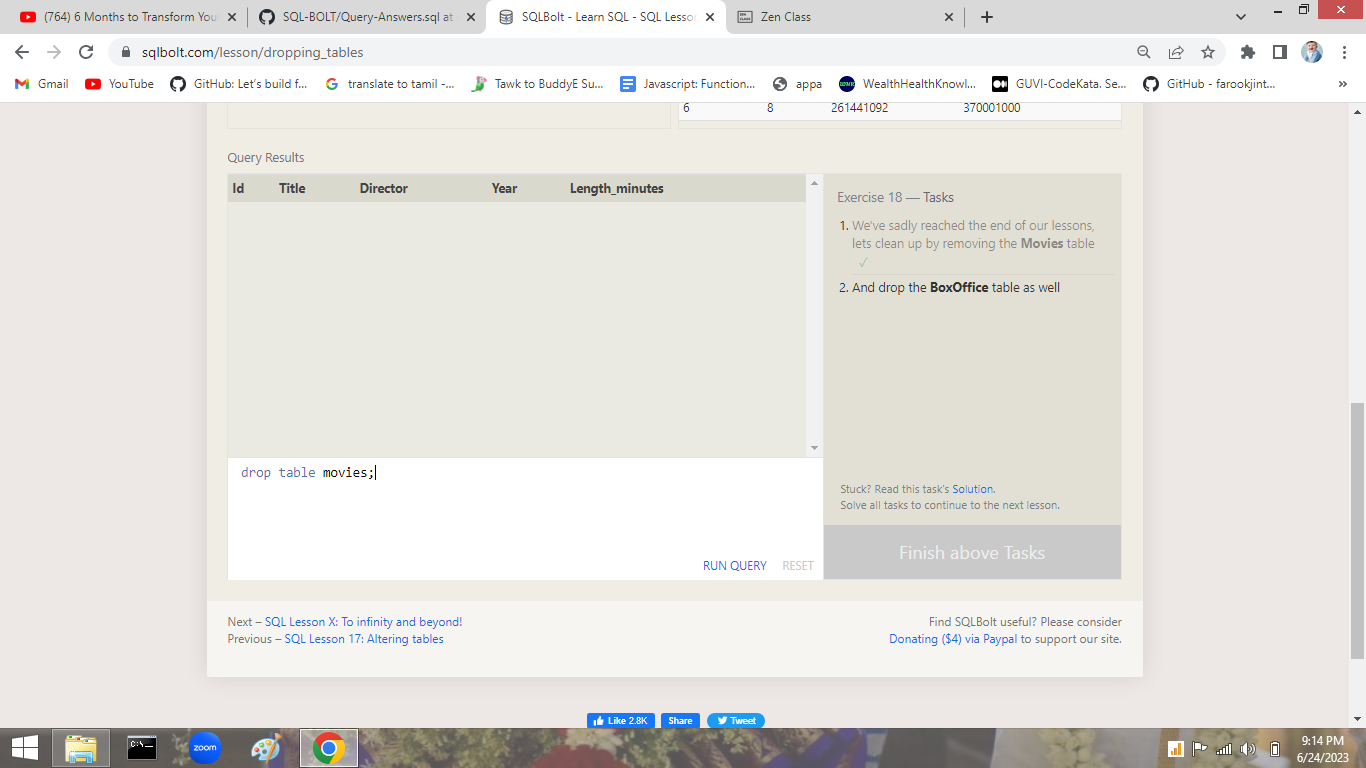 (764) 6 Months to Transform You
SQL-BOLT/Query-Answers.sql at
SQLBolt - Learn SQL - SQL Lesson
Zen Class
sqlbolt.com/lesson/dropping_tables
Gmail
YouTube
GitHub: Let's build f...
translate to tamil -...
Tawk to BuddyE Su...
Javascript: Function...
appa
WealthHealthKnowl...
GUVI-CodeKata. Se...
GitHub - farookjint...
»
6 8 261441092 370001000
Query Results
Id Title Director Year Length_minutes
Exercise 18 — Tasks
1. We've sadly reached the end of our lessons,
lets clean up by removing the Movies table
✓
2. And drop the BoxOffice table as well
drop table movies;
Stuck? Read this task's Solution.
Solve all tasks to continue to the next lesson.
RUN QUERY RESET
Finish above Tasks
Next – SQL Lesson X: To infinity and beyond!
Previous – SQL Lesson 17: Altering tables
Find SQLBolt useful? Please consider
Donating ($4) via Paypal to support our site.
Like 2.8K
Share
Tweet
C:\_
zoom
9:14 PM
6/24/2023